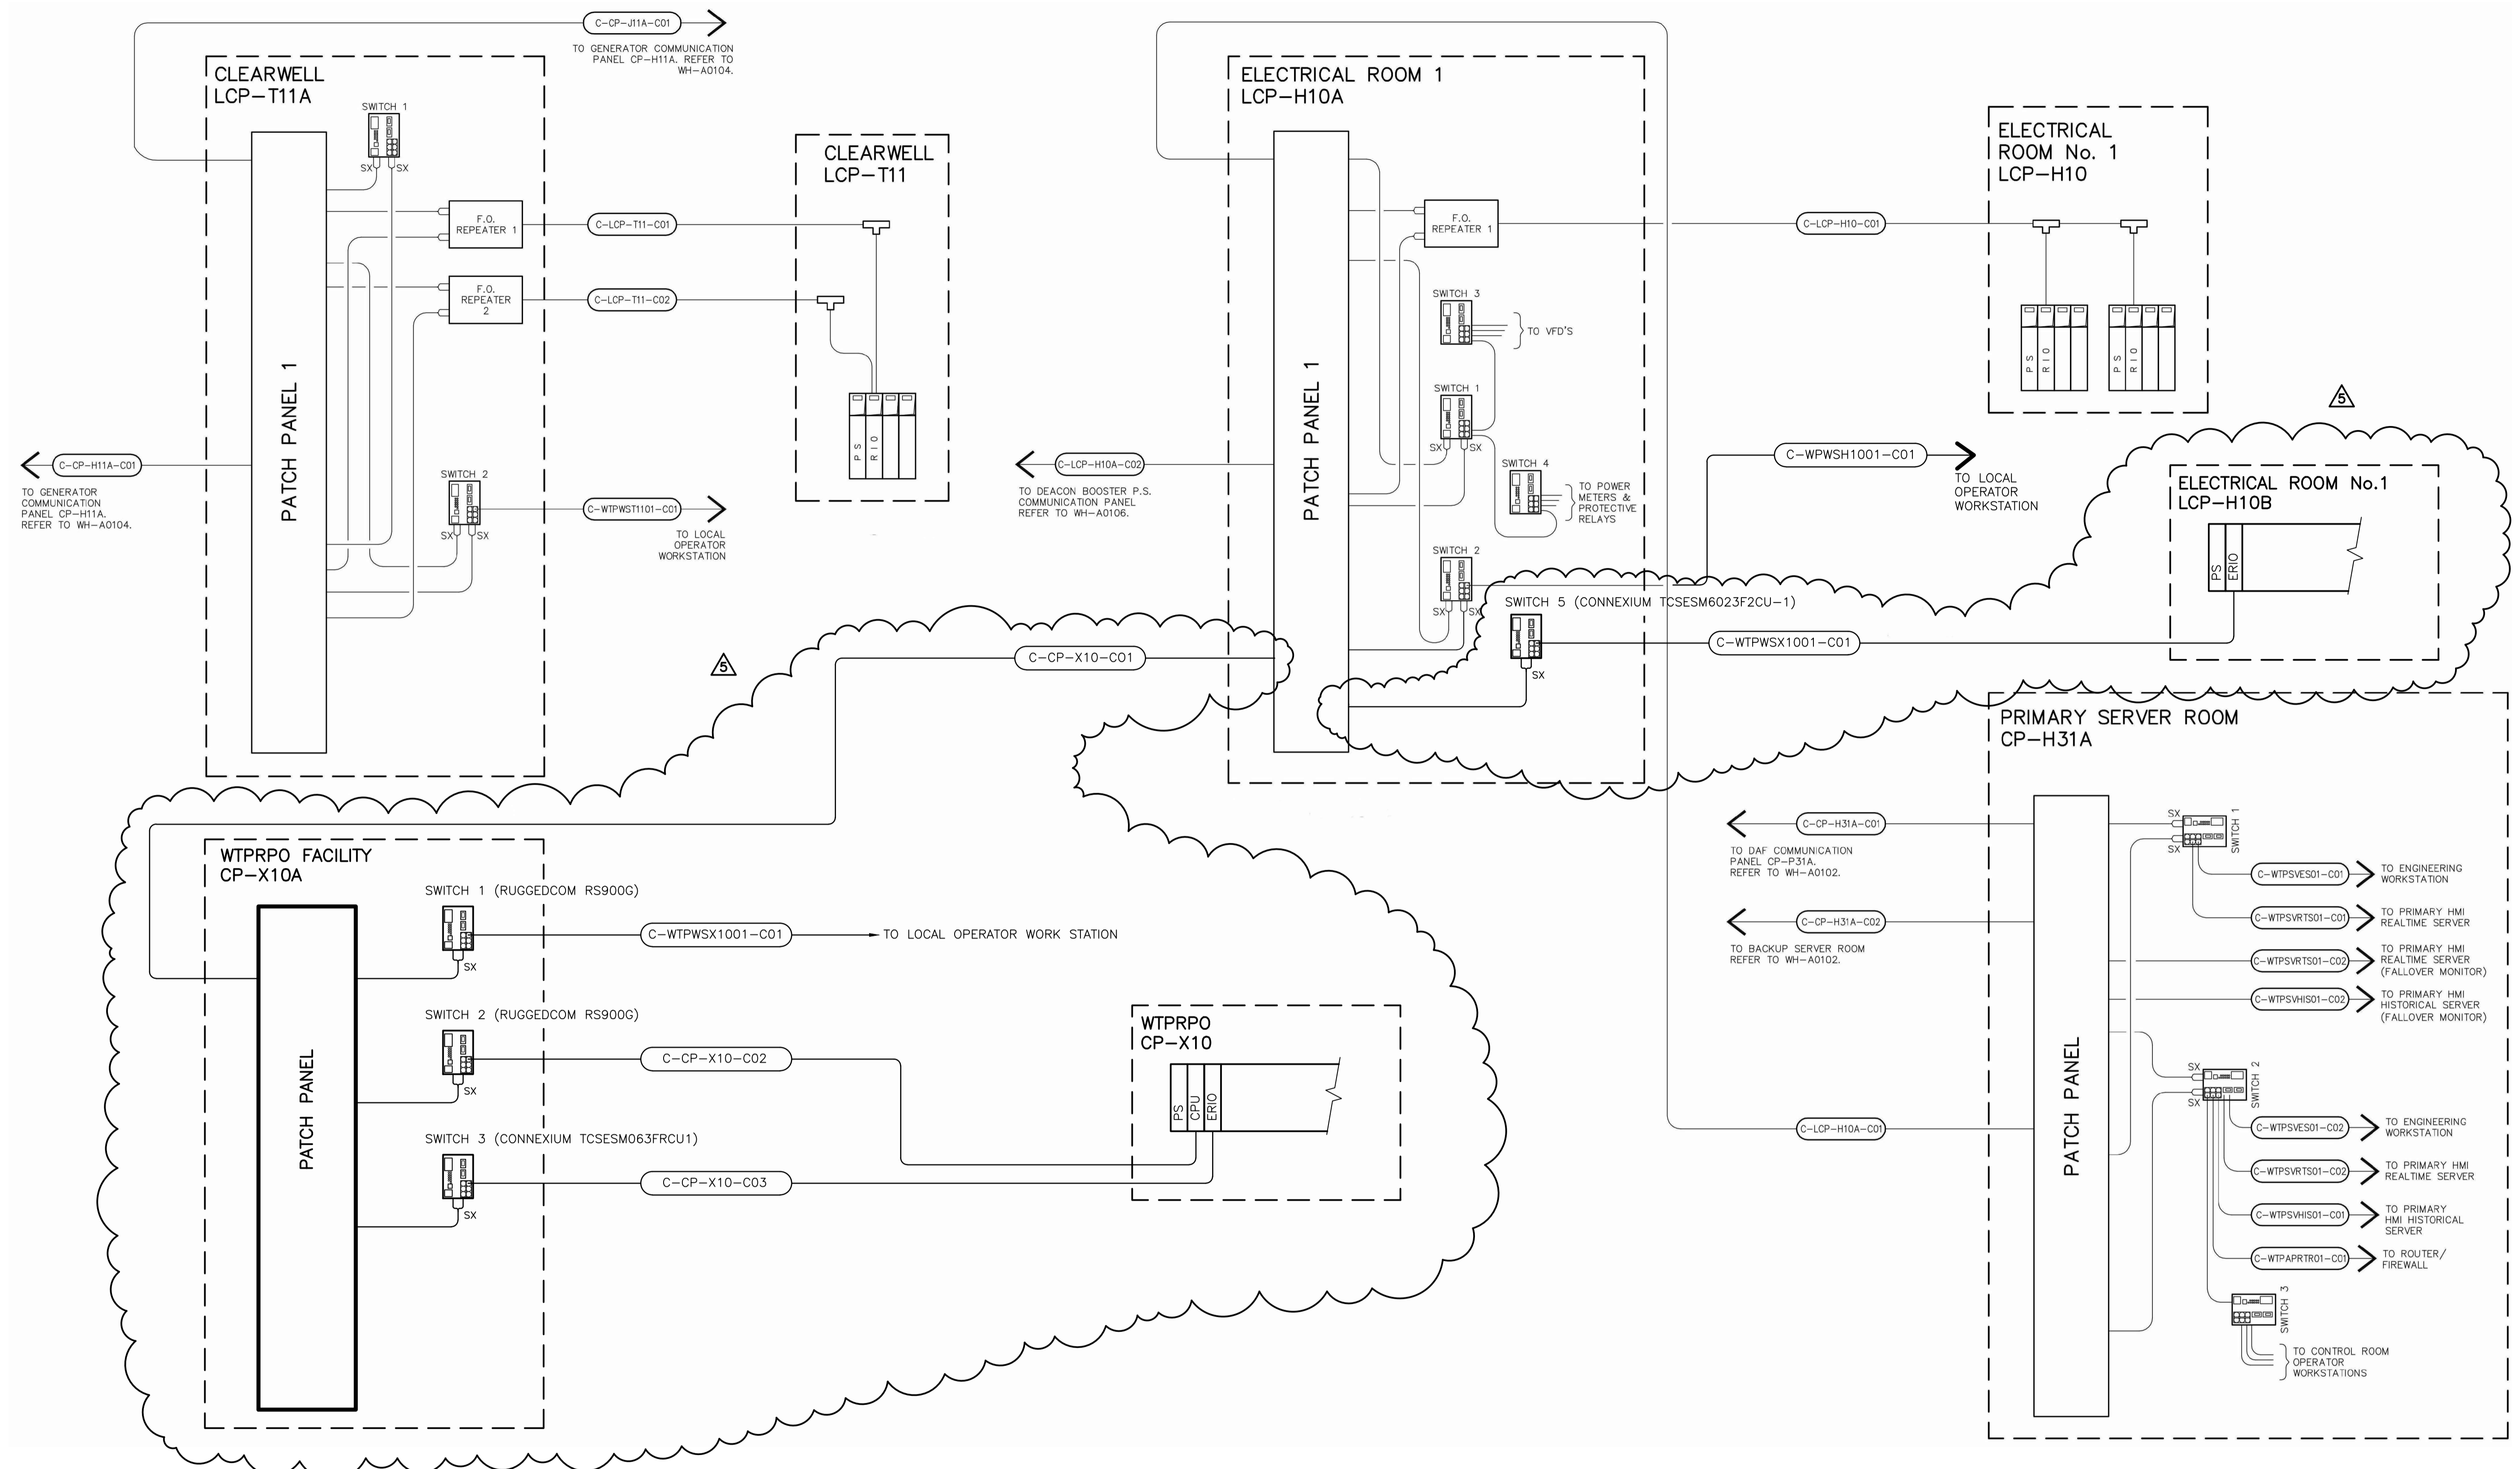 C-CP-J11A-C01
TO GENERATOR COMMUNICATION
PANEL CP-H11A. REFER TO
WH-A0104.
CLEARWELL
LCP-T11A
SWITCH 1
SX
SX
PATCH PANEL 1
F.O.
REPEATER 1
C-LCP-T11-C01
F.O.
REPEATER
2
C-LCP-T11-C02
CLEARWELL
LCP-T11
PS
RIO
C-CP-H11A-C01
TO GENERATOR
COMMUNICATION
PANEL CP-H11A.
REFER TO WH-A0104.
SWITCH 2
SX
SX
C-WTPWST1101-C01
TO LOCAL
OPERATOR
WORKSTATION
ELECTRICAL ROOM 1
LCP-H10A
PATCH PANEL 1
F.O.
REPEATER 1
C-LCP-H10-C01
ELECTRICAL
ROOM No. 1
LCP-H10
PS
RIO
PS
RIO
SWITCH 3
TO VFD'S
SWITCH 1
SX
SX
SWITCH 4
TO POWER
METERS &
PROTECTIVE
RELAYS
C-LCP-H10A-C02
TO DEACON BOOSTER P.S.
COMMUNICATION PANEL
REFER TO WH-A0106.
SWITCH 2
SX
SX
C-WPWSH1001-C01
TO LOCAL
OPERATOR
WORKSTATION
5
ELECTRICAL ROOM No.1
LCP-H10B
PS
ERIO
SWITCH 5 (CONNEXIUM TCSESM6023F2CU-1)
SX
C-WTPWSX1001-C01
5
C-CP-X10-C01
WTPRPO FACILITY
CP-X10A
PATCH PANEL
SWITCH 1 (RUGGEDCOM RS900G)
SX
C-WTPWSX1001-C01
TO LOCAL OPERATOR WORK STATION
SWITCH 2 (RUGGEDCOM RS900G)
SX
C-CP-X10-C02
SWITCH 3 (CONNEXIUM TCSESM063FRCU1)
SX
C-CP-X10-C03
WTPRPO
CP-X10
PS
CPU
ERIO
PRIMARY SERVER ROOM
CP-H31A
PATCH PANEL
C-CP-H31A-C01
TO DAF COMMUNICATION
PANEL CP-P31A.
REFER TO WH-A0102.
C-CP-H31A-C02
TO BACKUP SERVER ROOM
REFER TO WH-A0102.
C-LCP-H10A-C01
SX
SX
SWITCH 1
C-WTPSVES01-C01
TO ENGINEERING
WORKSTATION
C-WTPSVRTS01-C01
TO PRIMARY HMI
REALTIME SERVER
C-WTPSVRTS01-C02
TO PRIMARY HMI
REALTIME SERVER
(FALLOVER MONITOR)
C-WTPSVHIS01-C02
TO PRIMARY HMI
HISTORICAL SERVER
(FALLOVER MONITOR)
SX
SX
SWITCH 2
C-WTPSVES01-C02
TO ENGINEERING
WORKSTATION
C-WTPSVRTS01-C02
TO PRIMARY HMI
REALTIME SERVER
C-WTPSVHIS01-C01
TO PRIMARY
HMI HISTORICAL
SERVER
C-WTPAPRTR01-C01
TO ROUTER/
FIREWALL
SWITCH 3
TO CONTROL ROOM
OPERATOR
WORKSTATIONS